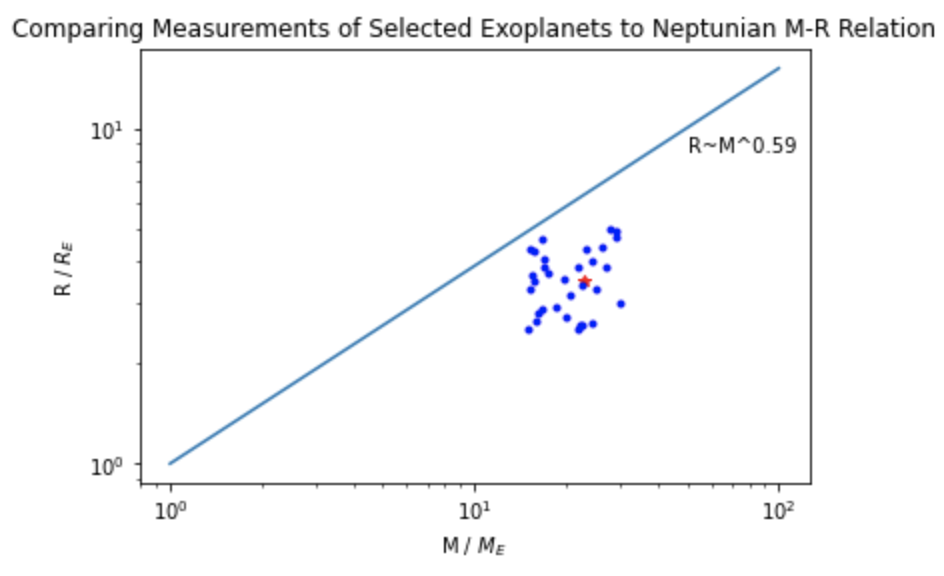 Comparing Measurements of Selected Exoplanets to Neptunian M-R Relation
10¹
R~M^0.59
R / R_E
10⁰
10⁰ 10¹ 10²
M / M_E